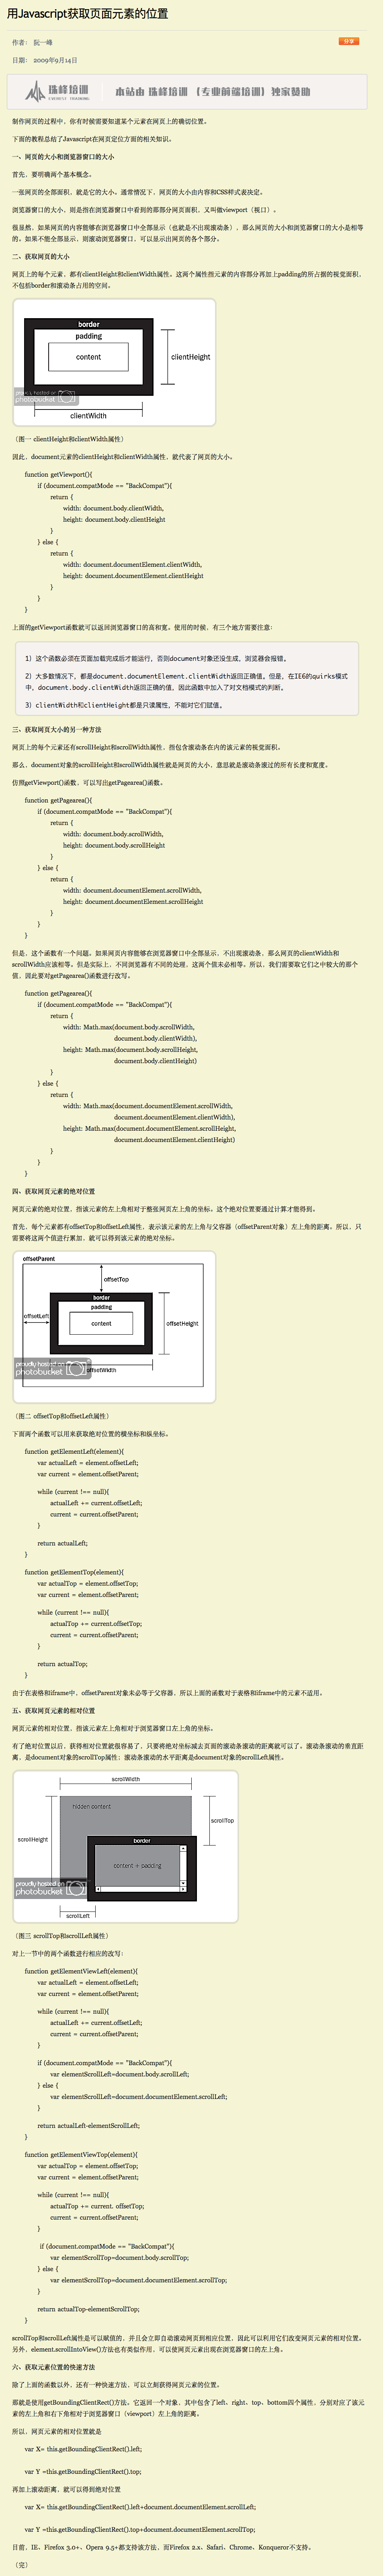 用Javascript获取页面元素的位置
作者： 阮一峰
分享
日期： 2009年9月14日
珠峰培训
本站由 珠峰培训 （专业前端培训）独家赞助
制作网页的过程中，你有时候需要知道某个元素在网页上的确切位置。
下面的教程总结了Javascript在网页定位方面的相关知识。
一、网页的大小和浏览器窗口的大小
首先，要明确两个基本概念。
一张网页的全部面积，就是它的大小。通常情况下，网页的大小由内容和CSS样式表决定。
浏览器窗口的大小，则是指在浏览器窗口中看到的那部分网页面积，又叫做viewport（视口）。
很显然，如果网页的内容能够在浏览器窗口中全部显示（也就是不出现滚动条），那么网页的大小和浏览器窗口的大小是相等
的。如果不能全部显示，则滚动浏览器窗口，可以显示出网页的各个部分。
二、获取网页的大小
网页上的每个元素，都有clientHeight和clientWidth属性。这两个属性指元素的内容部分再加上padding的所占据的视觉面积，
不包括border和滚动条占用的空间。
border
padding
content
clientHeight
photobucket
clientWidth
（图一 clientHeight和clientWidth属性）
因此，document元素的clientHeight和clientWidth属性，就代表了网页的大小。
function getViewport(){
if (document.compatMode == "BackCompat"){
return {
width: document.body.clientWidth,
height: document.body.clientHeight
}
} else {
return {
width: document.documentElement.clientWidth,
height: document.documentElement.clientHeight
}
}
}
上面的getViewport函数就可以返回浏览器窗口的高和宽。使用的时候，有三个地方需要注意：
1）这个函数必须在页面加载完成后才能运行，否则document对象还没生成，浏览器会报错。
2）大多数情况下，都是document.documentElement.clientWidth返回正确值。但是，在IE6的quirks模式
中，document.body.clientWidth返回正确的值，因此函数中加入了对文档模式的判断。
3）clientWidth和clientHeight都是只读属性，不能对它们赋值。
三、获取网页大小的另一种方法
网页上的每个元素还有scrollHeight和scrollWidth属性，指包含滚动条在内的该元素的视觉面积。
那么，document对象的scrollHeight和scrollWidth属性就是网页的大小，意思就是滚动条滚过的所有长度和宽度。
仿照getViewport()函数，可以写出getPagearea()函数。
function getPagearea(){
if (document.compatMode == "BackCompat"){
return {
width: document.body.scrollWidth,
height: document.body.scrollHeight
}
} else {
return {
width: document.documentElement.scrollWidth,
height: document.documentElement.scrollHeight
}
}
}
但是，这个函数有一个问题。如果网页内容能够在浏览器窗口中全部显示，不出现滚动条，那么网页的clientWidth和
scrollWidth应该相等。但是实际上，不同浏览器有不同的处理，这两个值未必相等。所以，我们需要取它们之中较大的那个
值，因此要对getPagearea()函数进行改写。
function getPagearea(){
if (document.compatMode == "BackCompat"){
return {
width: Math.max(document.body.scrollWidth,
document.body.clientWidth),
height: Math.max(document.body.scrollHeight,
document.body.clientHeight)
}
} else {
return {
width: Math.max(document.documentElement.scrollWidth,
document.documentElement.clientWidth),
height: Math.max(document.documentElement.scrollHeight,
document.documentElement.clientHeight)
}
}
}
四、获取网页元素的绝对位置
网页元素的绝对位置，指该元素的左上角相对于整张网页左上角的坐标。这个绝对位置要通过计算才能得到。
首先，每个元素都有offsetTop和offsetLeft属性，表示该元素的左上角与父容器（offsetParent对象）左上角的距离。所以，只
需要将这两个值进行累加，就可以得到该元素的绝对坐标。
offsetParent
offsetTop
border
padding
offsetLeft
content
offsetHeight
proudly hosted on
photobucket
offsetWidth
（图二 offsetTop和offsetLeft属性）
下面两个函数可以用来获取绝对位置的横坐标和纵坐标。
function getElementLeft(element){
var actualLeft = element.offsetLeft;
var current = element.offsetParent;
while (current !== null){
actualLeft += current.offsetLeft;
current = current.offsetParent;
}
return actualLeft;
}
function getElementTop(element){
var actualTop = element.offsetTop;
var current = element.offsetParent;
while (current !== null){
actualTop += current.offsetTop;
current = current.offsetParent;
}
return actualTop;
}
由于在表格和iframe中，offsetParent对象未必等于父容器，所以上面的函数对于表格和iframe中的元素不适用。
五、获取网页元素的相对位置
网页元素的相对位置，指该元素左上角相对于浏览器窗口左上角的坐标。
有了绝对位置以后，获得相对位置就很容易了，只要将绝对坐标减去页面的滚动条滚动的距离就可以了。滚动条滚动的垂直距
离，是document对象的scrollTop属性；滚动条滚动的水平距离是document对象的scrollLeft属性。
scrollWidth
hidden content
scrollTop
scrollHeight
border
content + padding
proudly hosted on
photobucket
scrollLeft
（图三 scrollTop和scrollLeft属性）
对上一节中的两个函数进行相应的改写：
function getElementViewLeft(element){
var actualLeft = element.offsetLeft;
var current = element.offsetParent;
while (current !== null){
actualLeft += current.offsetLeft;
current = current.offsetParent;
}
if (document.compatMode == "BackCompat"){
var elementScrollLeft=document.body.scrollLeft;
} else {
var elementScrollLeft=document.documentElement.scrollLeft;
}
return actualLeft-elementScrollLeft;
}
function getElementViewTop(element){
var actualTop = element.offsetTop;
var current = element.offsetParent;
while (current !== null){
actualTop += current. offsetTop;
current = current.offsetParent;
}
if (document.compatMode == "BackCompat"){
var elementScrollTop=document.body.scrollTop;
} else {
var elementScrollTop=document.documentElement.scrollTop;
}
return actualTop-elementScrollTop;
}
scrollTop和scrollLeft属性是可以赋值的，并且会立即自动滚动网页到相应位置，因此可以利用它们改变网页元素的相对位置。
另外，element.scrollIntoView()方法也有类似作用，可以使网页元素出现在浏览器窗口的左上角。
六、获取元素位置的快速方法
除了上面的函数以外，还有一种快速方法，可以立刻获得网页元素的位置。
那就是使用getBoundingClientRect()方法。它返回一个对象，其中包含了left、right、top、bottom四个属性，分别对应了该元
素的左上角和右下角相对于浏览器窗口（viewport）左上角的距离。
所以，网页元素的相对位置就是
var X= this.getBoundingClientRect().left;
var Y =this.getBoundingClientRect().top;
再加上滚动距离，就可以得到绝对位置
var X= this.getBoundingClientRect().left+document.documentElement.scrollLeft;
var Y =this.getBoundingClientRect().top+document.documentElement.scrollTop;
目前，IE、Firefox 3.0+、Opera 9.5+都支持该方法，而Firefox 2.x、Safari、Chrome、Konqueror不支持。
（完）